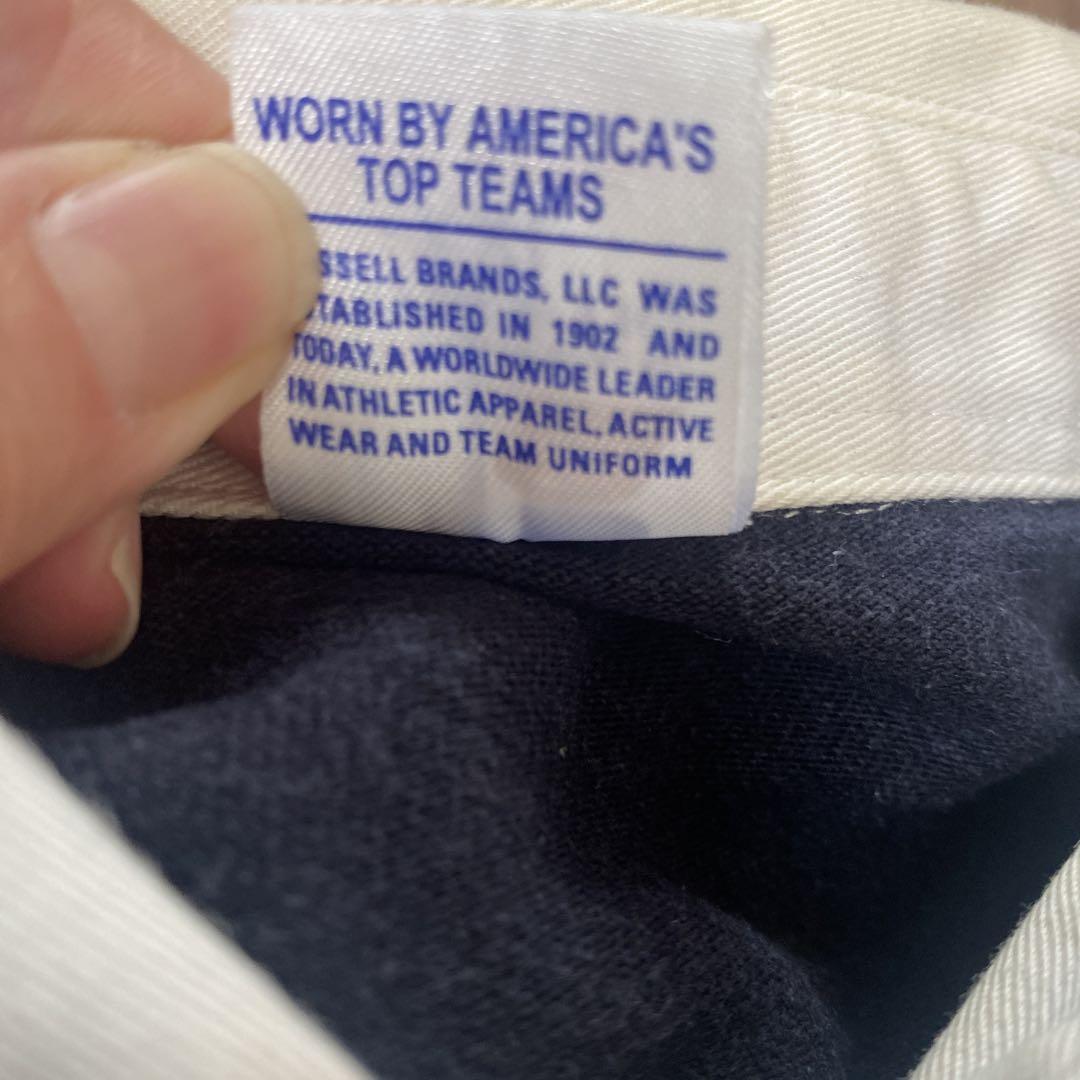 WORN BY AMERICA'S
TOP TEAMS
SSELL BRANDS, LLC WAS
TABLISHED IN 1902 AND
TODAY, A WORLDWIDE LEADER
IN ATHLETIC APPAREL, ACTIVE
WEAR AND TEAM UNIFORM